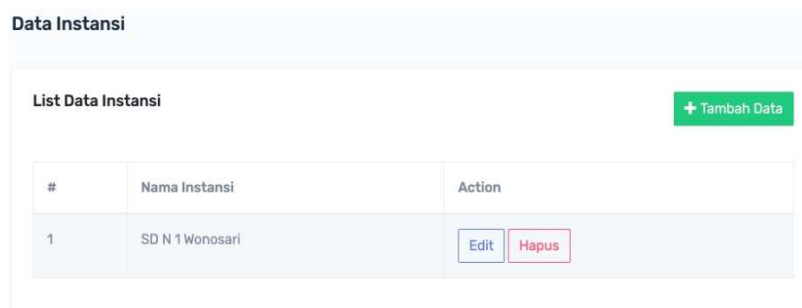 Data Instansi
List Data Instansi
+ Tambah Data
# Nama Instansi Action
1 SD N 1 Wonosari Edit Hapus